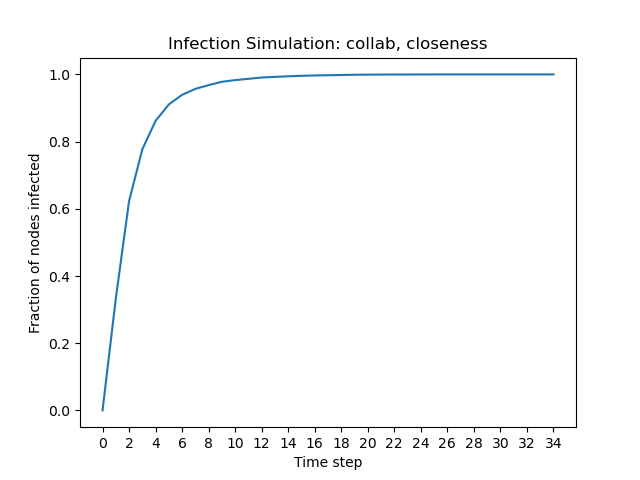 Infection Simulation: collab, closeness
1.0
0.8
0.6
0.4
0.2
0.0
Fraction of nodes infected
0 2 4 6 8 10 12 14 16 18 20 22 24 26 28 30 32 34
Time step